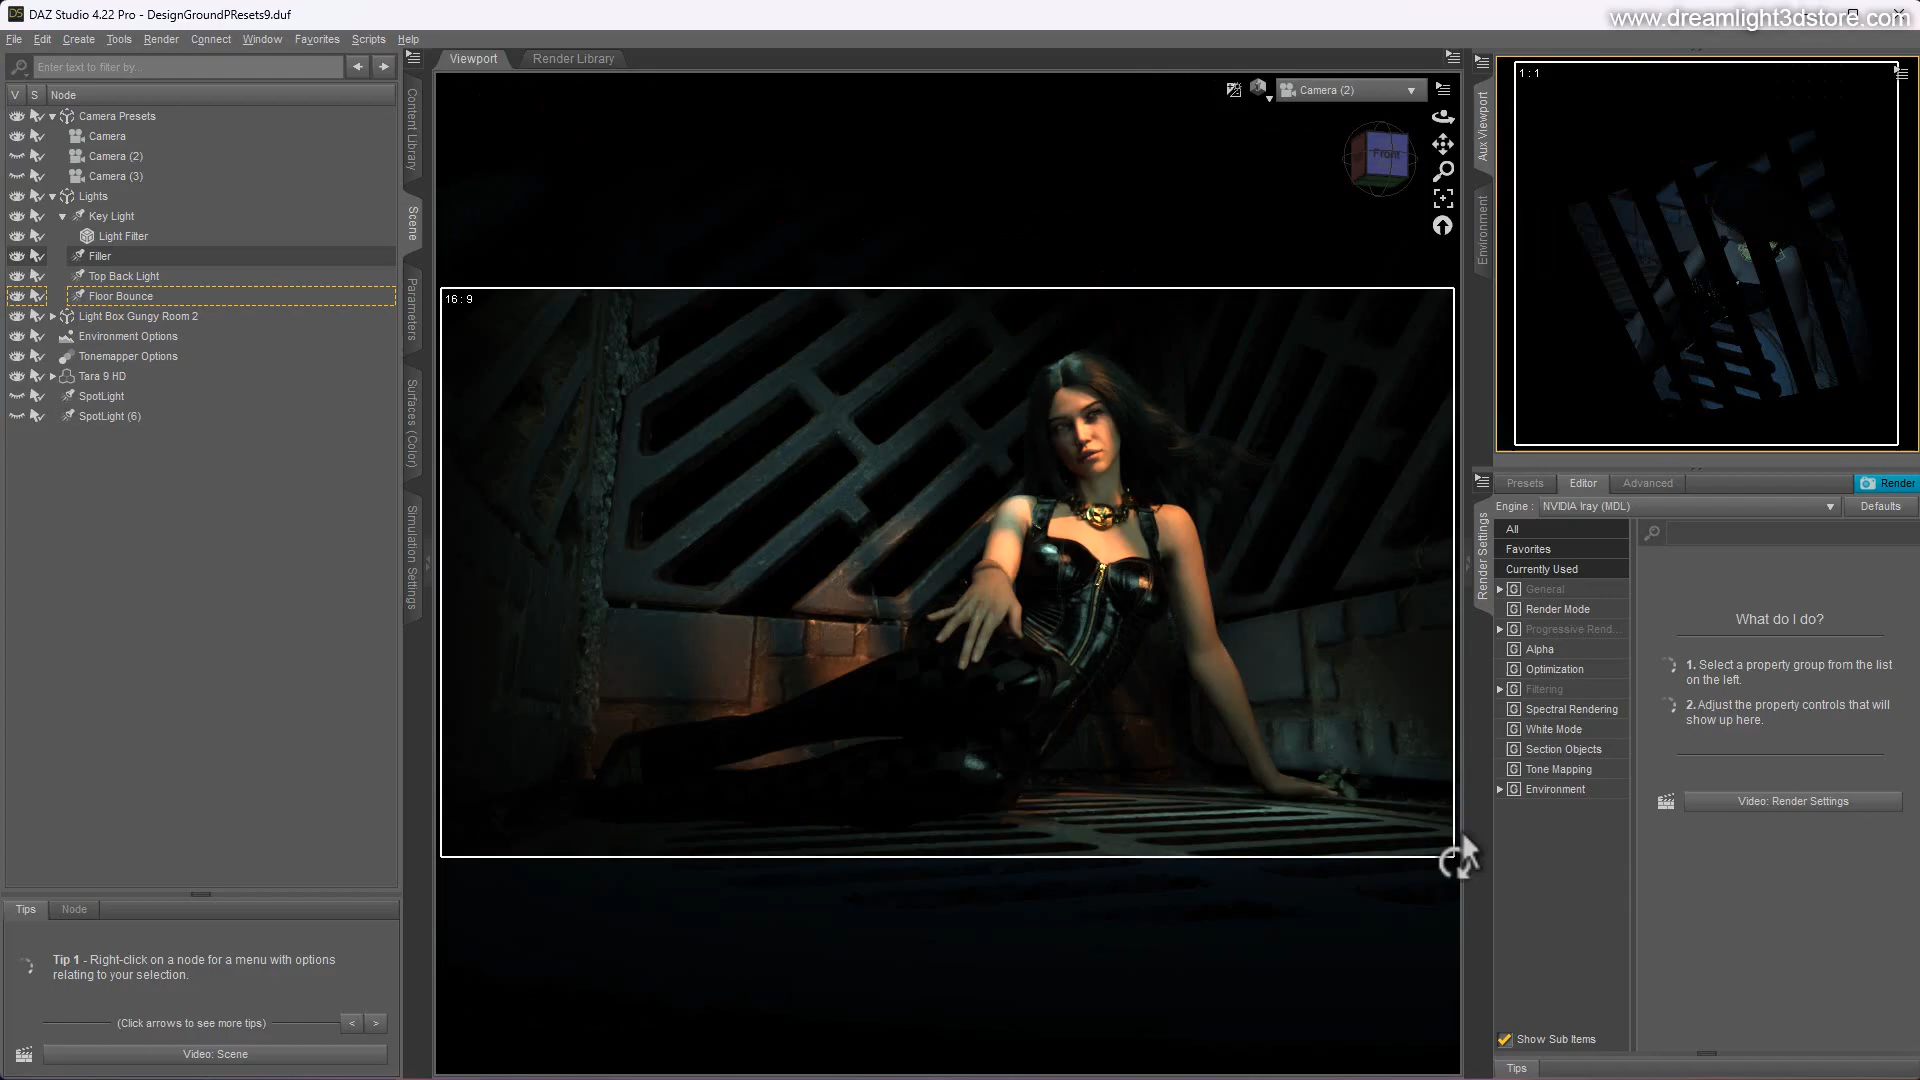 DAZ Studio 4.22 Pro - DesignGroundPResets9.duf
www.dreamlight3dstore.com
File Edit Create Tools Render Connect Window Favorites Scripts Help
Enter text to filter by...
V S Node
Camera Presets
Camera
Camera (2)
Camera (3)
Lights
Key Light
Light Filter
Filler
Top Back Light
Floor Bounce
Light Box Gungy Room 2
Environment Options
Tonemapper Options
Tara 9 HD
SpotLight
SpotLight (6)
Tips Node
Tip 1 - Right-click on a node for a menu with options
relating to your selection.
(Click arrows to see more tips) < >
Video: Scene
Content Library
Scene
Parameters
Surfaces (Color)
Simulation Settings
Viewport Render Library
Camera (2)
Front
16 : 9
Aux Viewport
Environment
1 : 1
Render Settings
Presets Editor Advanced Render
Engine : NVIDIA Iray (MDL) Defaults
All
Favorites
Currently Used
G General
G Render Mode
G Progressive Rend...
G Alpha
G Optimization
G Filtering
G Spectral Rendering
G White Mode
G Section Objects
G Tone Mapping
G Environment
Show Sub Items
What do I do?
1. Select a property group from the list
on the left.
2. Adjust the property controls that will
show up here.
Video: Render Settings
Tips